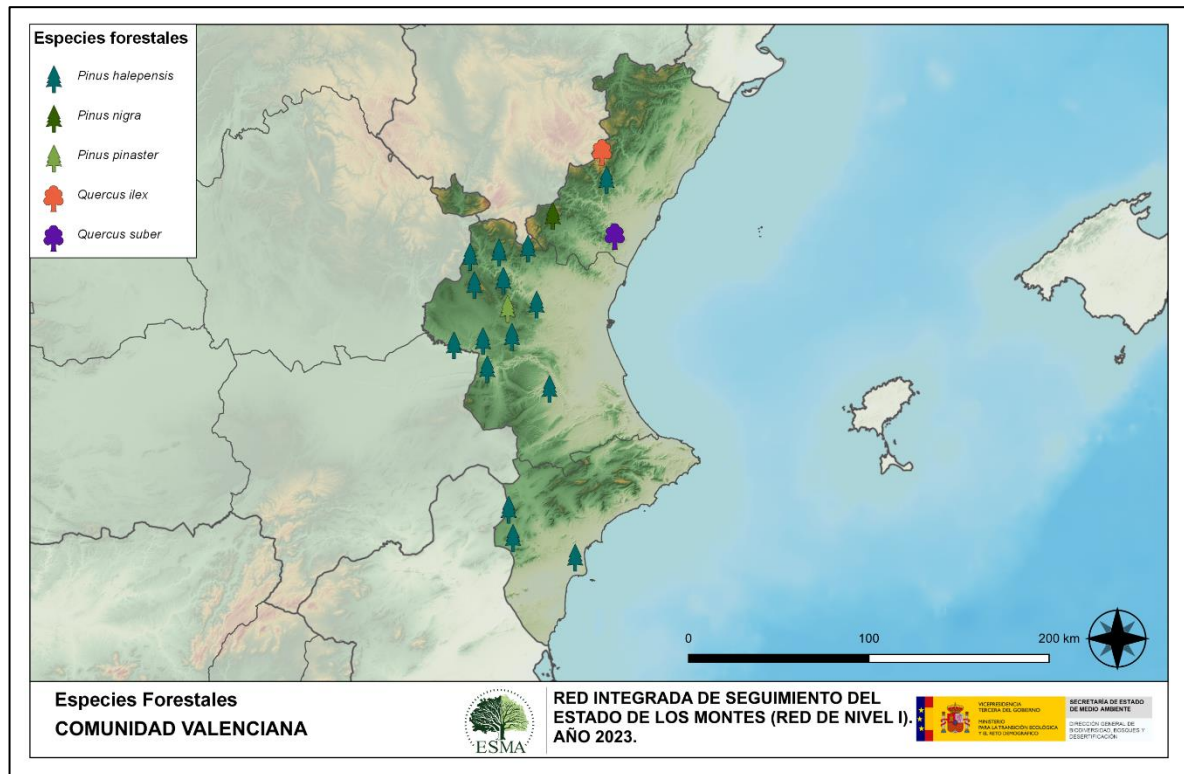 Especies forestales
Pinus halepensis
Pinus nigra
Pinus pinaster
Quercus ilex
Quercus suber
0
100
200 km
Especies Forestales
COMUNIDAD VALENCIANA
ESMA
RED INTEGRADA DE SEGUIMIENTO DEL
ESTADO DE LOS MONTES (RED DE NIVEL I).
AÑO 2023.
VICEPRESIDENCIA
TERCERA DEL GOBIERNO
MINISTERIO
PARA LA TRANSICIÓN ECOLÓGICA
Y EL RETO DEMOGRÁFICO
SECRETARÍA DE ESTADO
DE MEDIO AMBIENTE
DIRECCIÓN GENERAL DE
BIODIVERSIDAD, BOSQUES Y
DESERTIFICACIÓN